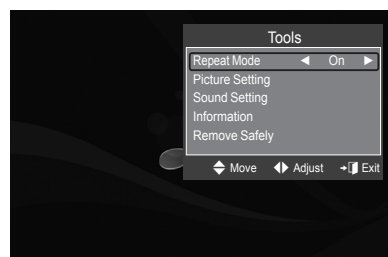 Tools
Repeat Mode ◀ On ▶
Picture Setting
Sound Setting
Information
Remove Safely
Move Adjust Exit